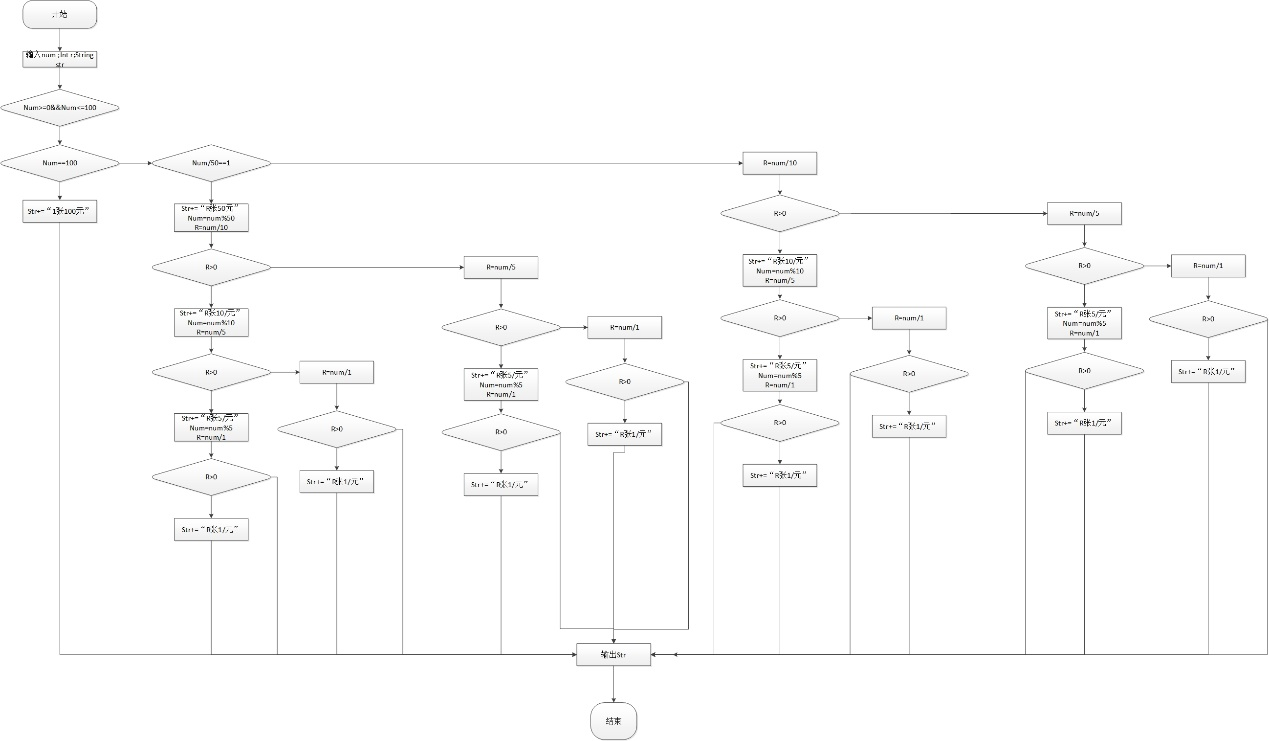 开始
输入num ;Int r;String
str
Num>=0&&Num<=100
Num==100
Str+=“1张100元”
Num/50==1
Str+=“R张50元”
Num=num%50
R=num/10
R>0
Str+=“R张10/元”
Num=num%10
R=num/5
R>0
Str+=“R张5/元”
Num=num%5
R=num/1
R>0
Str+=“R张1/元”
R=num/1
R>0
Str+=“R张1/元”
R=num/5
R>0
Str+=“R张5/元”
Num=num%5
R=num/1
R>0
Str+=“R张1/元”
R=num/1
R>0
Str+=“R张1/元”
R=num/10
R>0
Str+=“R张10/元”
Num=num%10
R=num/5
R>0
Str+=“R张5/元”
Num=num%5
R=num/1
R>0
Str+=“R张1/元”
R=num/1
R>0
Str+=“R张1/元”
R=num/5
R>0
Str+=“R张5/元”
Num=num%5
R=num/1
R>0
Str+=“R张1/元”
R=num/1
R>0
Str+=“R张1/元”
输出Str
结束